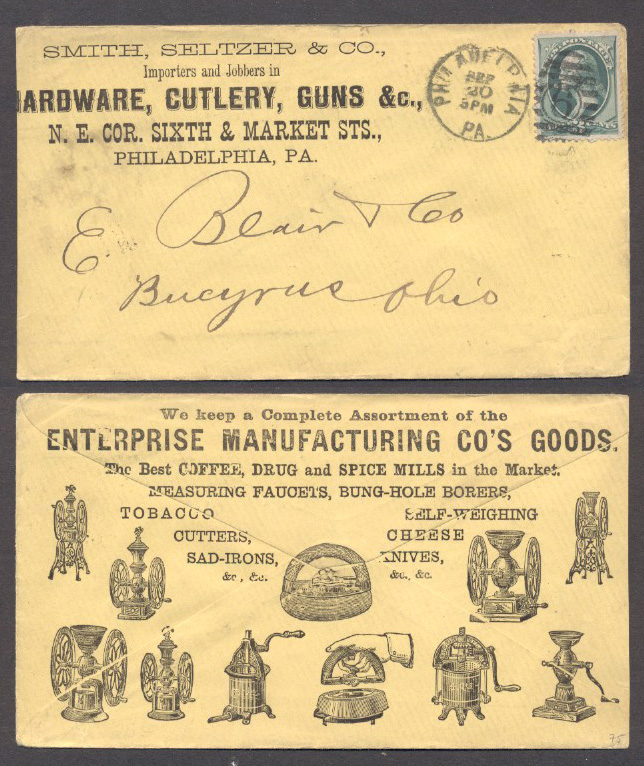 SMITH, SELTZER & CO.,
Importers and Jobbers in
HARDWARE, CUTLERY, GUNS &c.,
N. E. COR. SIXTH & MARKET STS.,
PHILADELPHIA, PA.
PHILADELPHIA
SEP
30
5PM
PA.
E Blair & Co
Bucyrus Ohio
We keep a Complete Assortment of the
ENTERPRISE MANUFACTURING CO'S GOODS.
The Best COFFEE, DRUG and SPICE MILLS in the Market.
MEASURING FAUCETS, BUNG-HOLE BORERS,
TOBACCO SELF-WEIGHING
CUTTERS, CHEESE
SAD-IRONS, KNIVES,
&c., &c. &c., &c.
75